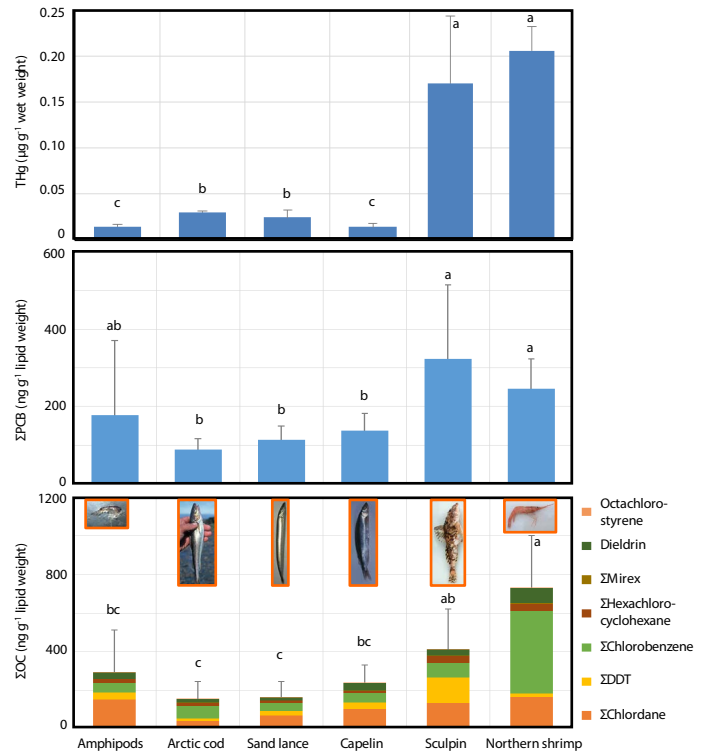 0.25
0.20
0.15
0.10
0.05
0
THg (µg g⁻¹ wet weight)
c
b
b
c
a
a
600
400
200
0
ΣPCB (ng g⁻¹ lipid weight)
ab
b
b
b
a
a
1200
800
400
0
ΣOC (ng g⁻¹ lipid weight)
bc
c
c
bc
ab
a
Amphipods
Arctic cod
Sand lance
Capelin
Sculpin
Northern shrimp
Octachloro-
styrene
Dieldrin
ΣMirex
ΣHexachloro-
cyclohexane
ΣChlorobenzene
ΣDDT
ΣChlordane